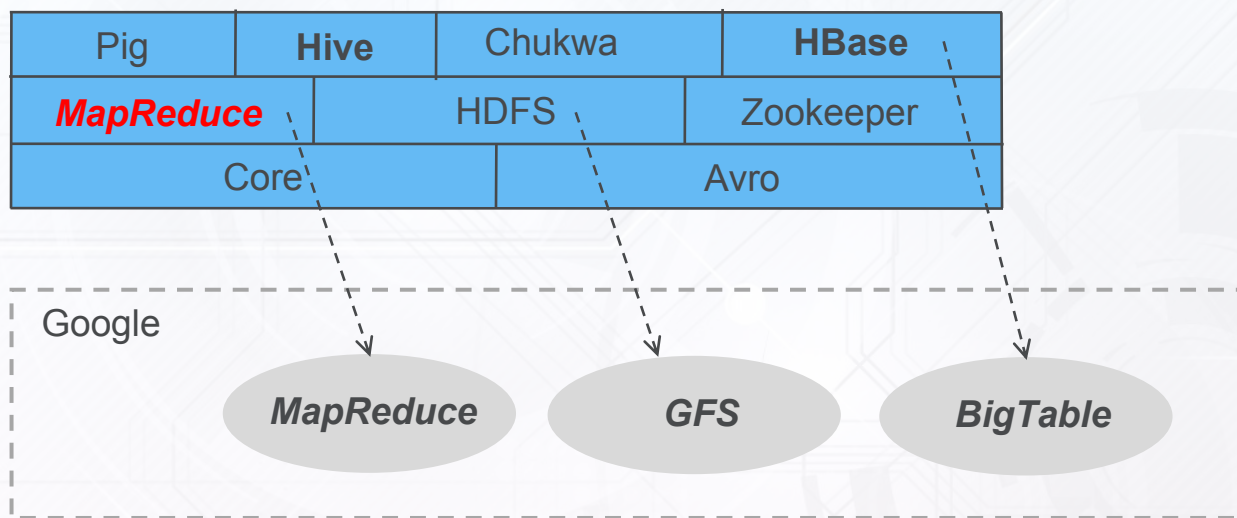 Pig Hive Chukwa HBase
MapReduce HDFS Zookeeper
Core Avro
Google
MapReduce GFS BigTable